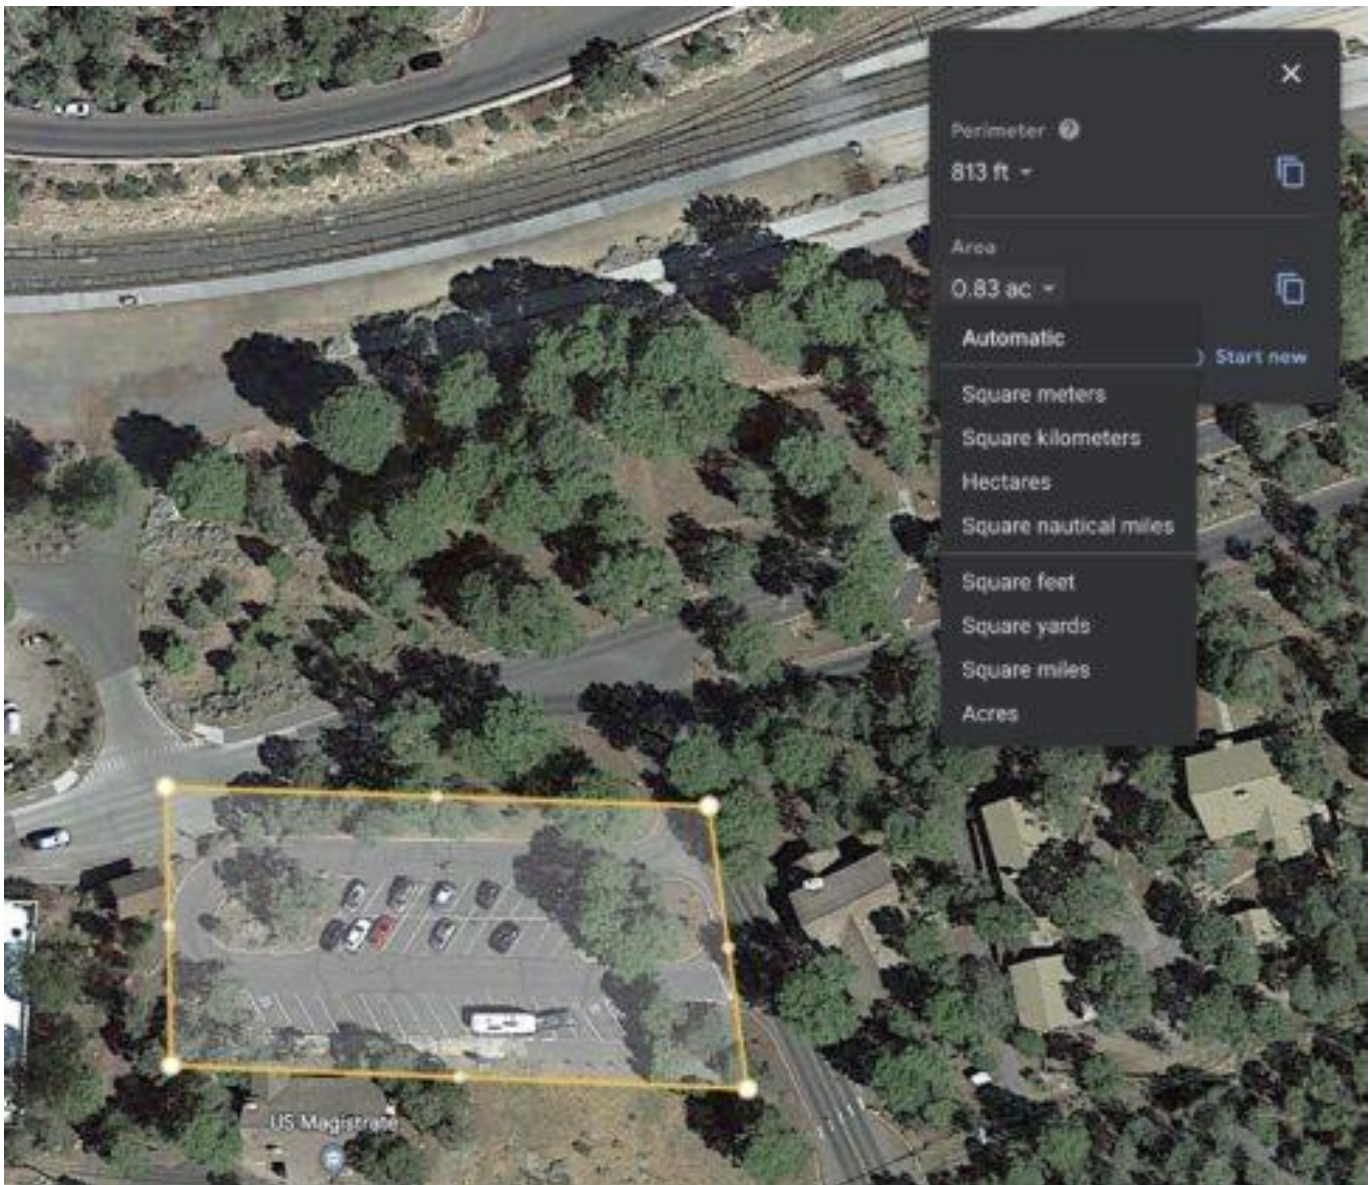 Perimeter
813 ft
Area
0.83 ac
Automatic
Start new
Square meters
Square kilometers
Hectares
Square nautical miles
Square feet
Square yards
Square miles
Acres
US Magistrate